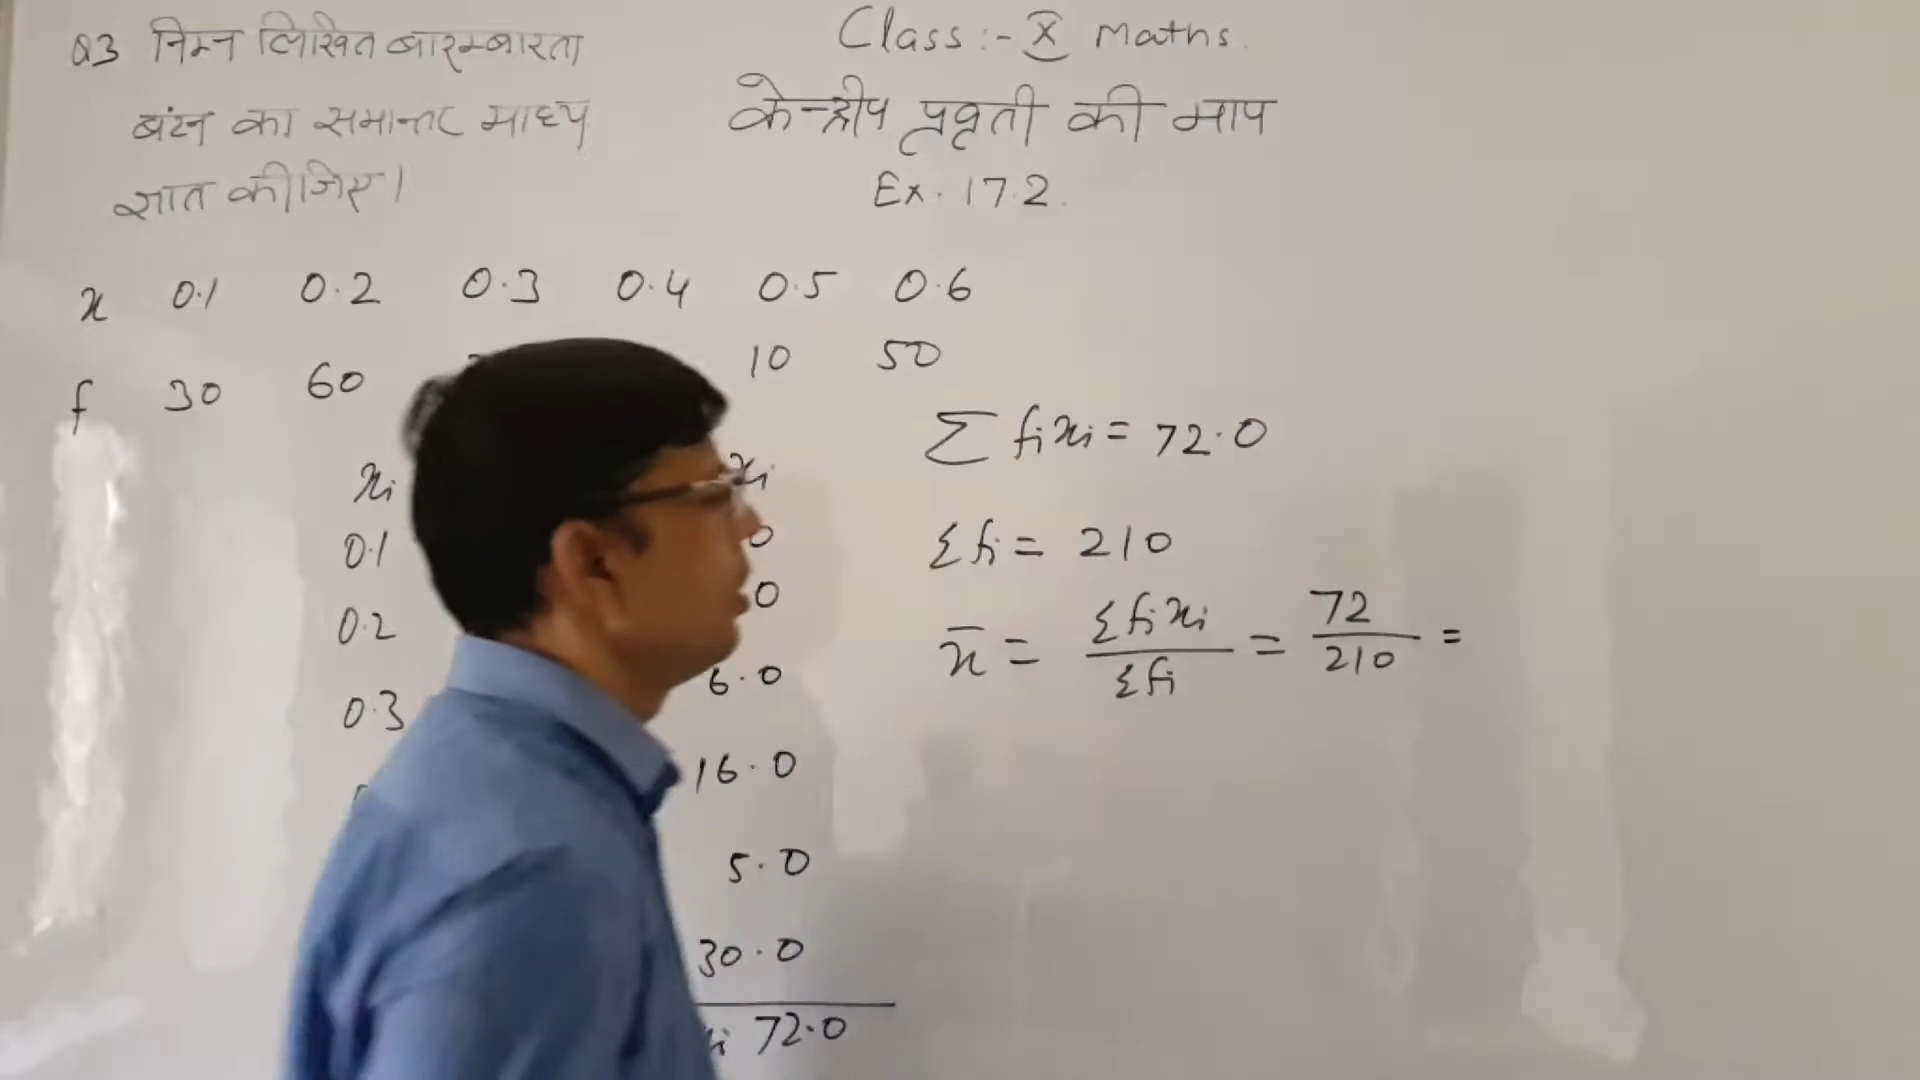 Q3 निम्न लिखित बारम्बारता
बंटन का समान्तर माध्य
ज्ञात कीजिए।
Class :- X Maths.
केन्द्रीय प्रवृती की माप
Ex. 17.2.
x 0.1 0.2 0.3 0.4 0.5 0.6
f 30 60 10 50
xi xi
0.1 0
0.2 0
0.3 6.0
16.0
5.0
30.0
72.0
Σ fixi = 72.0
Σfi = 210
x̄ = Σfixi / Σfi = 72 / 210 =